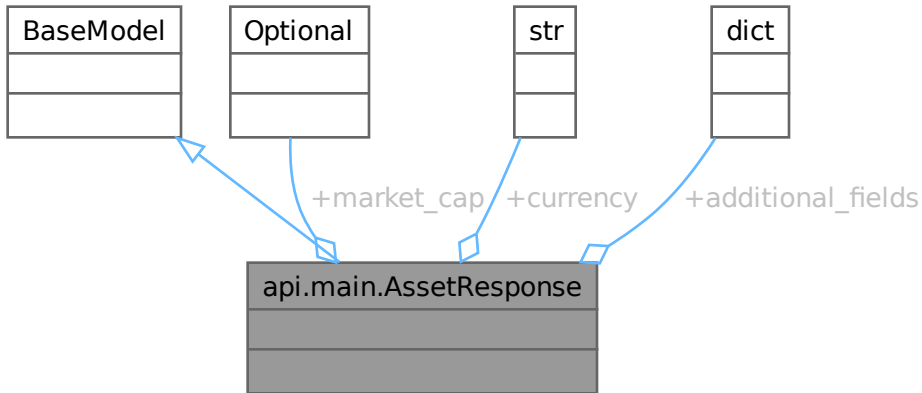 BaseModel
Optional
str
dict
+market_cap
+currency
+additional_fields
api.main.AssetResponse